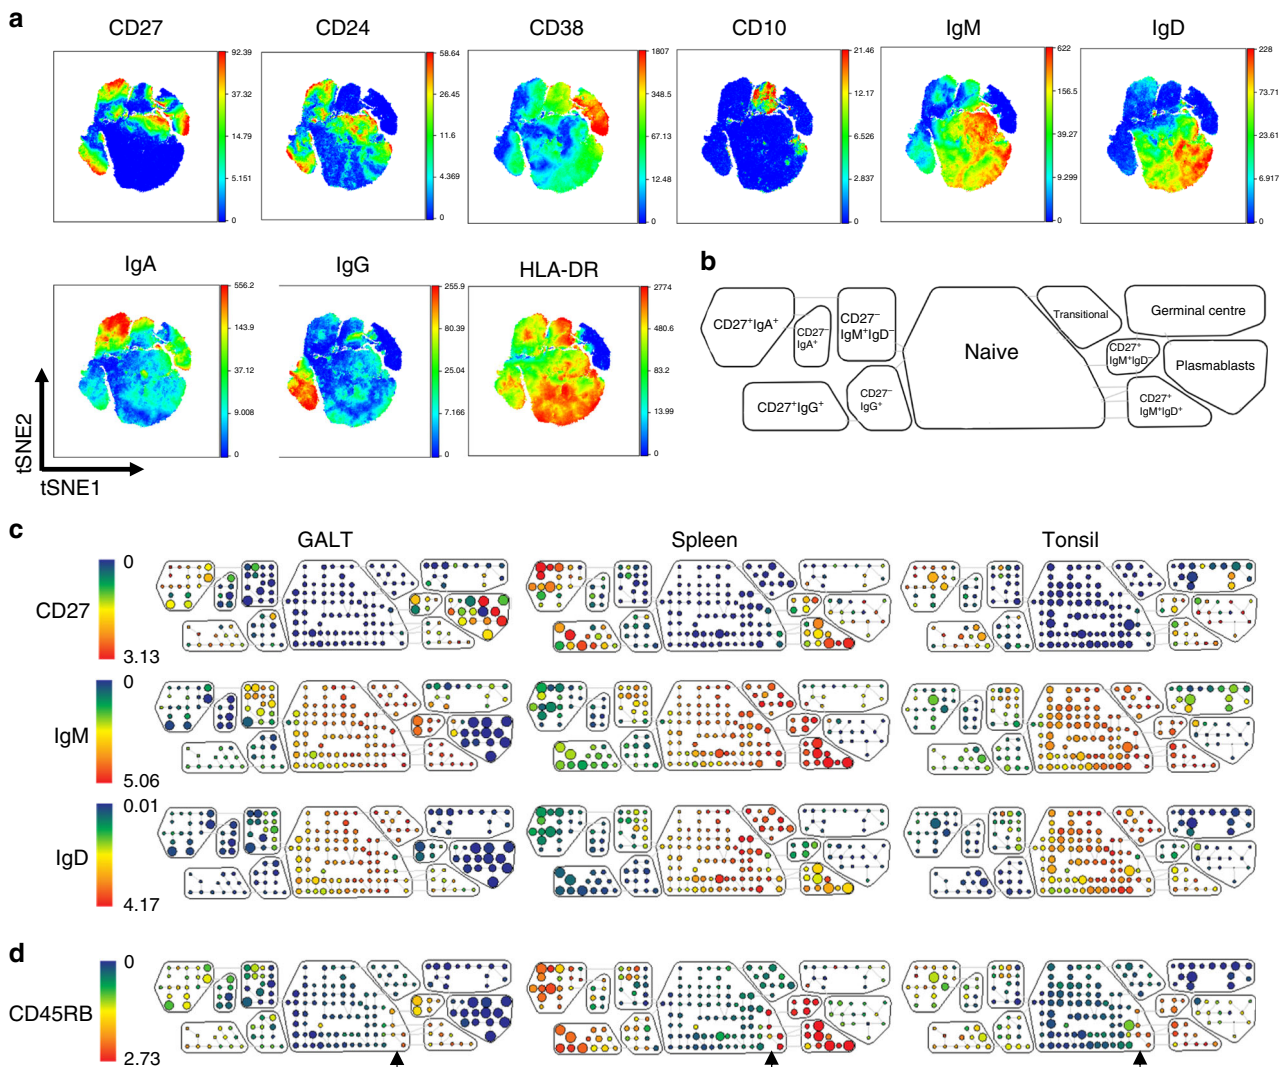 a
CD27 CD24 CD38 CD10 IgM IgD
92.39 58.64 1807 21.46 622 228
37.32 26.45 348.5 12.17 156.5 73.71
14.79 11.6 67.13 6.526 39.27 23.61
5.151 4.369 12.48 2.837 9.299 6.917
0 0 0 0 0 0
IgA IgG HLA-DR
556.2 255.9 2774
143.9 80.39 480.6
37.12 25.04 83.2
9.008 7.166 13.99
0 0 0
tSNE2
tSNE1
b
CD27⁺IgA⁺
CD27⁻
IgA⁺
CD27⁻
IgM⁺IgD⁻
Naive
Transitional
Germinal centre
CD27⁺
IgM⁺IgD⁻
Plasmablasts
CD27⁺IgG⁺
CD27⁻
IgG⁺
CD27⁺
IgM⁺IgD⁺
c
GALT Spleen Tonsil
0
CD27
3.13
0
IgM
5.06
0.01
IgD
4.17
d
0
CD45RB
2.73